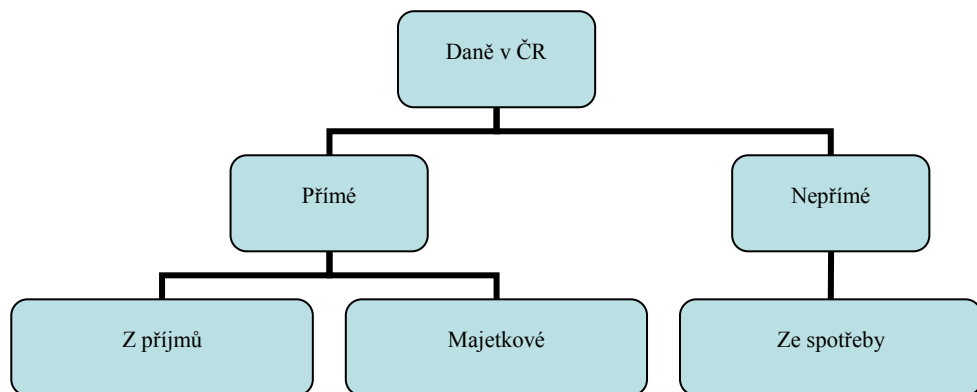 Daně v ČR
Přímé
Nepřímé
Z příjmů
Majetkové
Ze spotřeby